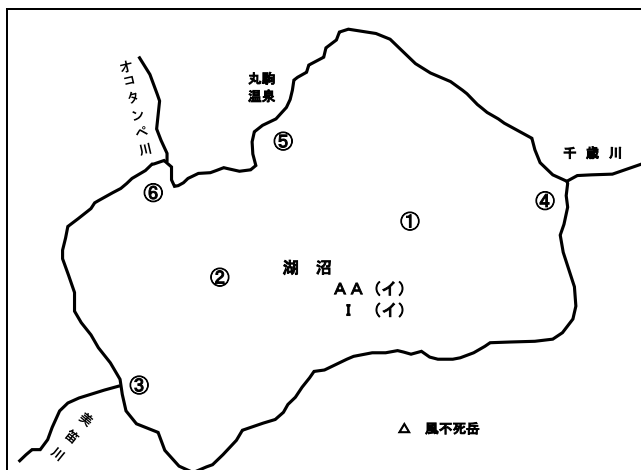 オコタンペ川
丸駒
温泉
千歳川
⑤
⑥
④
①
②
湖沼
AA（イ）
I（イ）
③
美笛川
△ 風不死岳